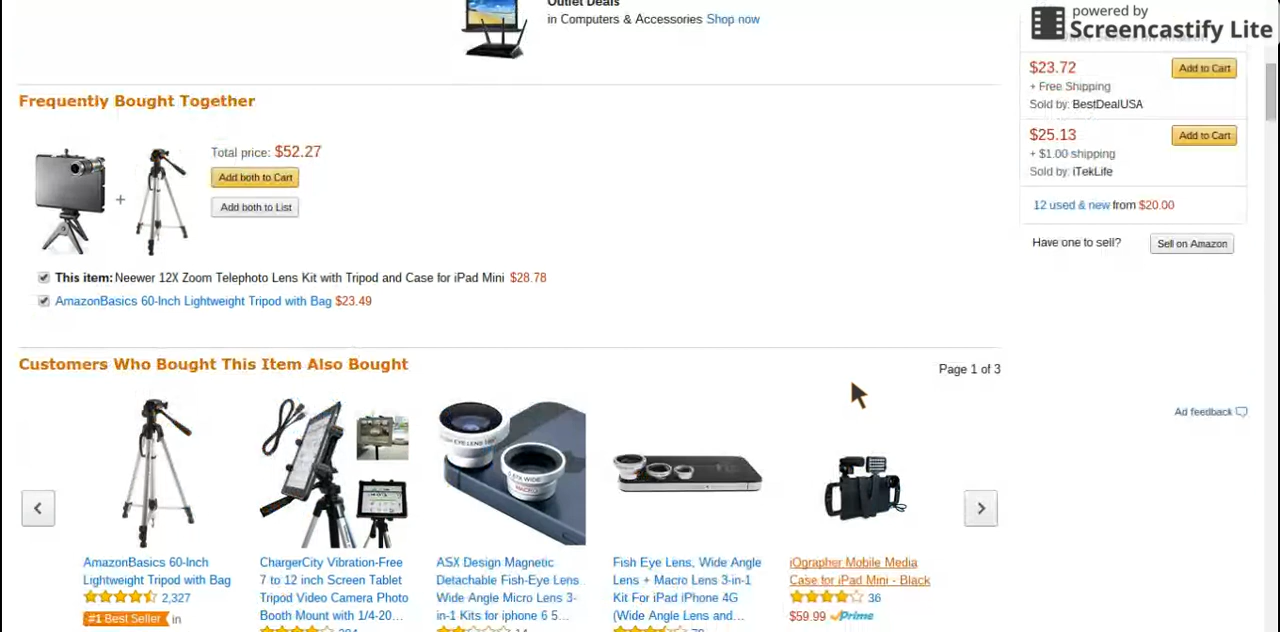 Outlet Deals
in Computers & Accessories Shop now
powered by
Screencastify Lite
$23.72
Add to Cart
+ Free Shipping
Sold by: BestDealUSA
$25.13
Add to Cart
+ $1.00 shipping
Sold by: iTekLife
12 used & new from $20.00
Have one to sell?
Sell on Amazon
Frequently Bought Together
Total price: $52.27
Add both to Cart
Add both to List
+
This item: Neewer 12X Zoom Telephoto Lens Kit with Tripod and Case for iPad Mini $28.78
AmazonBasics 60-Inch Lightweight Tripod with Bag $23.49
Customers Who Bought This Item Also Bought
Page 1 of 3
Ad feedback
AmazonBasics 60-Inch
Lightweight Tripod with Bag
2,327
#1 Best Seller in
ChargerCity Vibration-Free
7 to 12 inch Screen Tablet
Tripod Video Camera Photo
Booth Mount with 1/4-20...
ASX Design Magnetic
Detachable Fish-Eye Lens
Wide Angle Micro Lens 3-
in-1 Kits for iphone 6 5...
Fish Eye Lens, Wide Angle
Lens + Macro Lens 3-in-1
Kit For iPad iPhone 4G
(Wide Angle Lens and...
iOgrapher Mobile Media
Case for iPad Mini - Black
36
$59.99 Prime